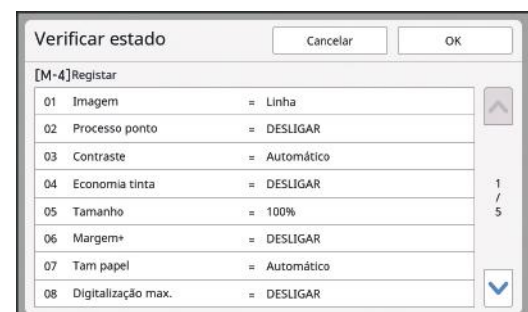 Verificar estado Cancelar OK
[M-4]Registar
01 Imagem = Linha
02 Processo ponto = DESLIGAR
03 Contraste = Automático
04 Economia tinta = DESLIGAR
05 Tamanho = 100%
06 Margem+ = DESLIGAR
07 Tam papel = Automático
08 Digitalização max. = DESLIGAR
1
/
5